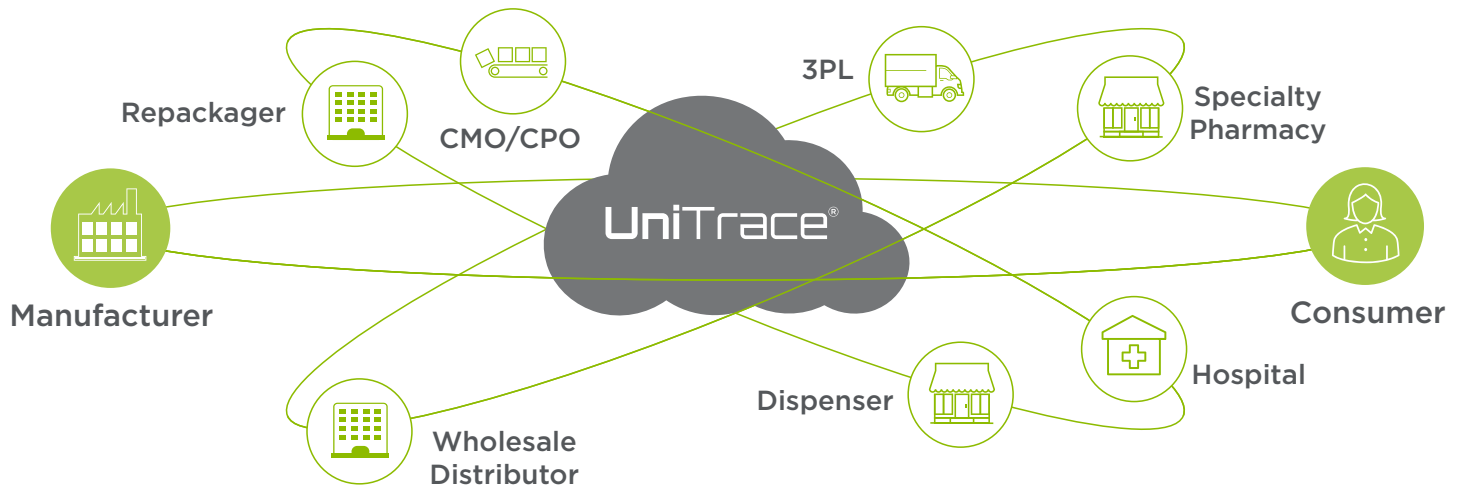 3PL
Repackager
CMO/CPO
Specialty
Pharmacy
UniTrace®
Manufacturer
Consumer
Dispenser
Hospital
Wholesale
Distributor